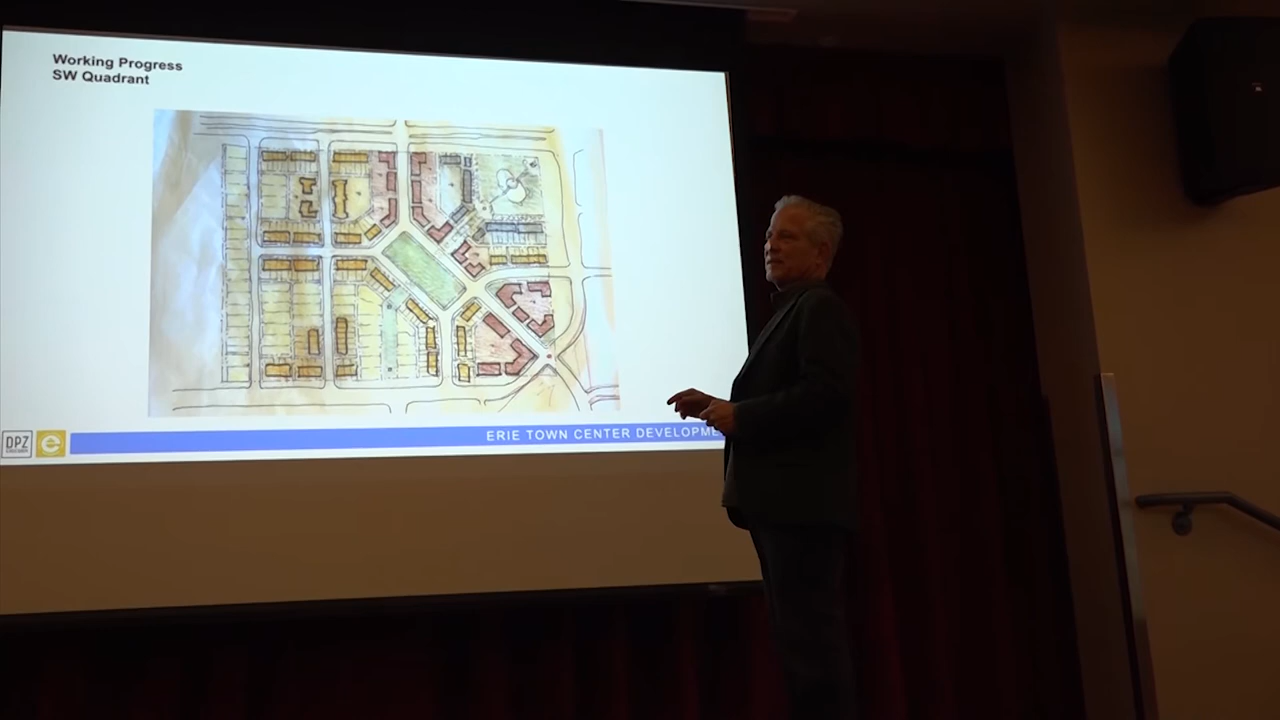 Working Progress
SW Quadrant
DPZ
e
ERIE TOWN CENTER DEVELOPME